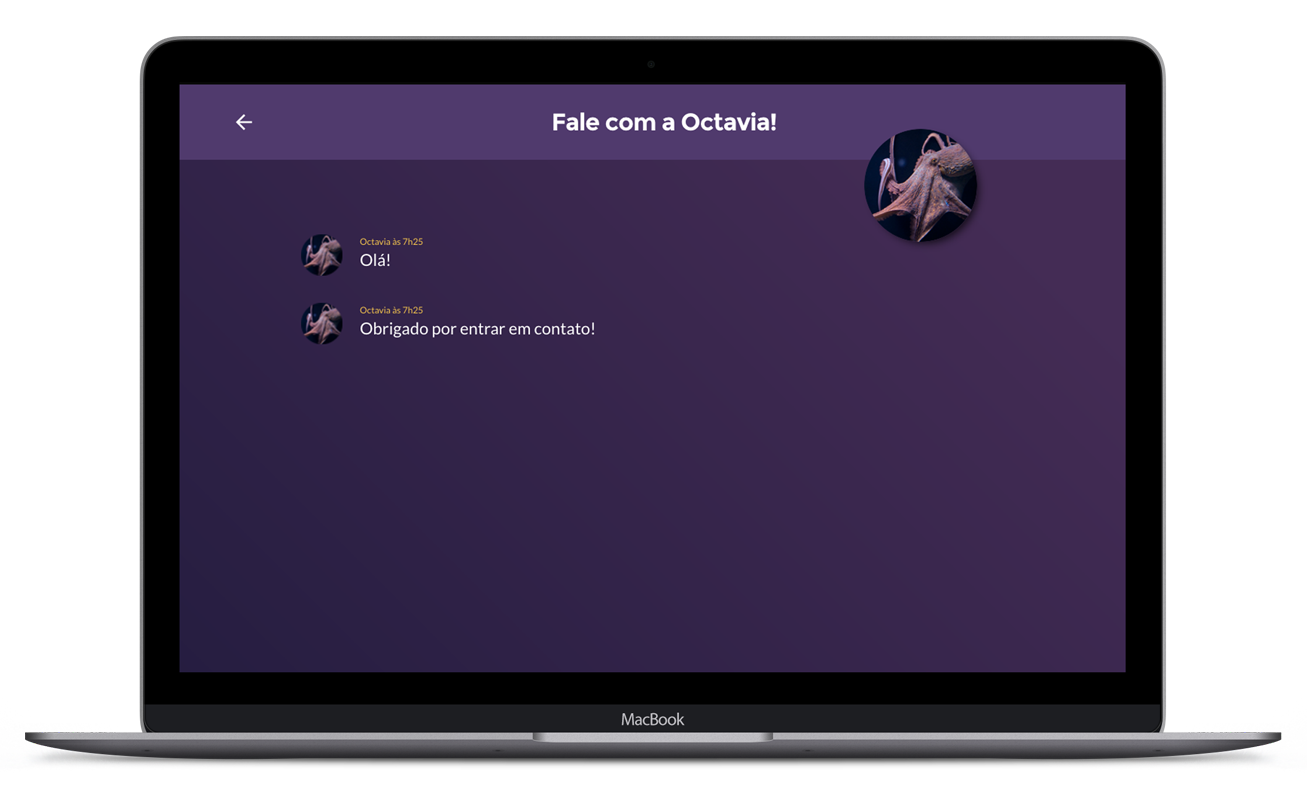 Fale com a Octavia!
Octavia às 7h25
Olá!
Octavia às 7h25
Obrigado por entrar em contato!
MacBook